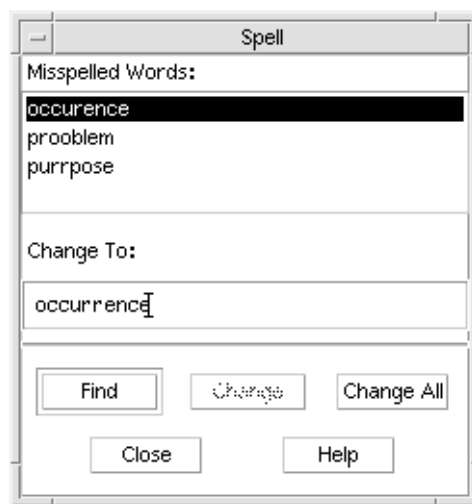 Spell
Misspelled Words:
occurence
prooblem
purrpose
Change To:
occurrence
Find Change Change All
Close Help